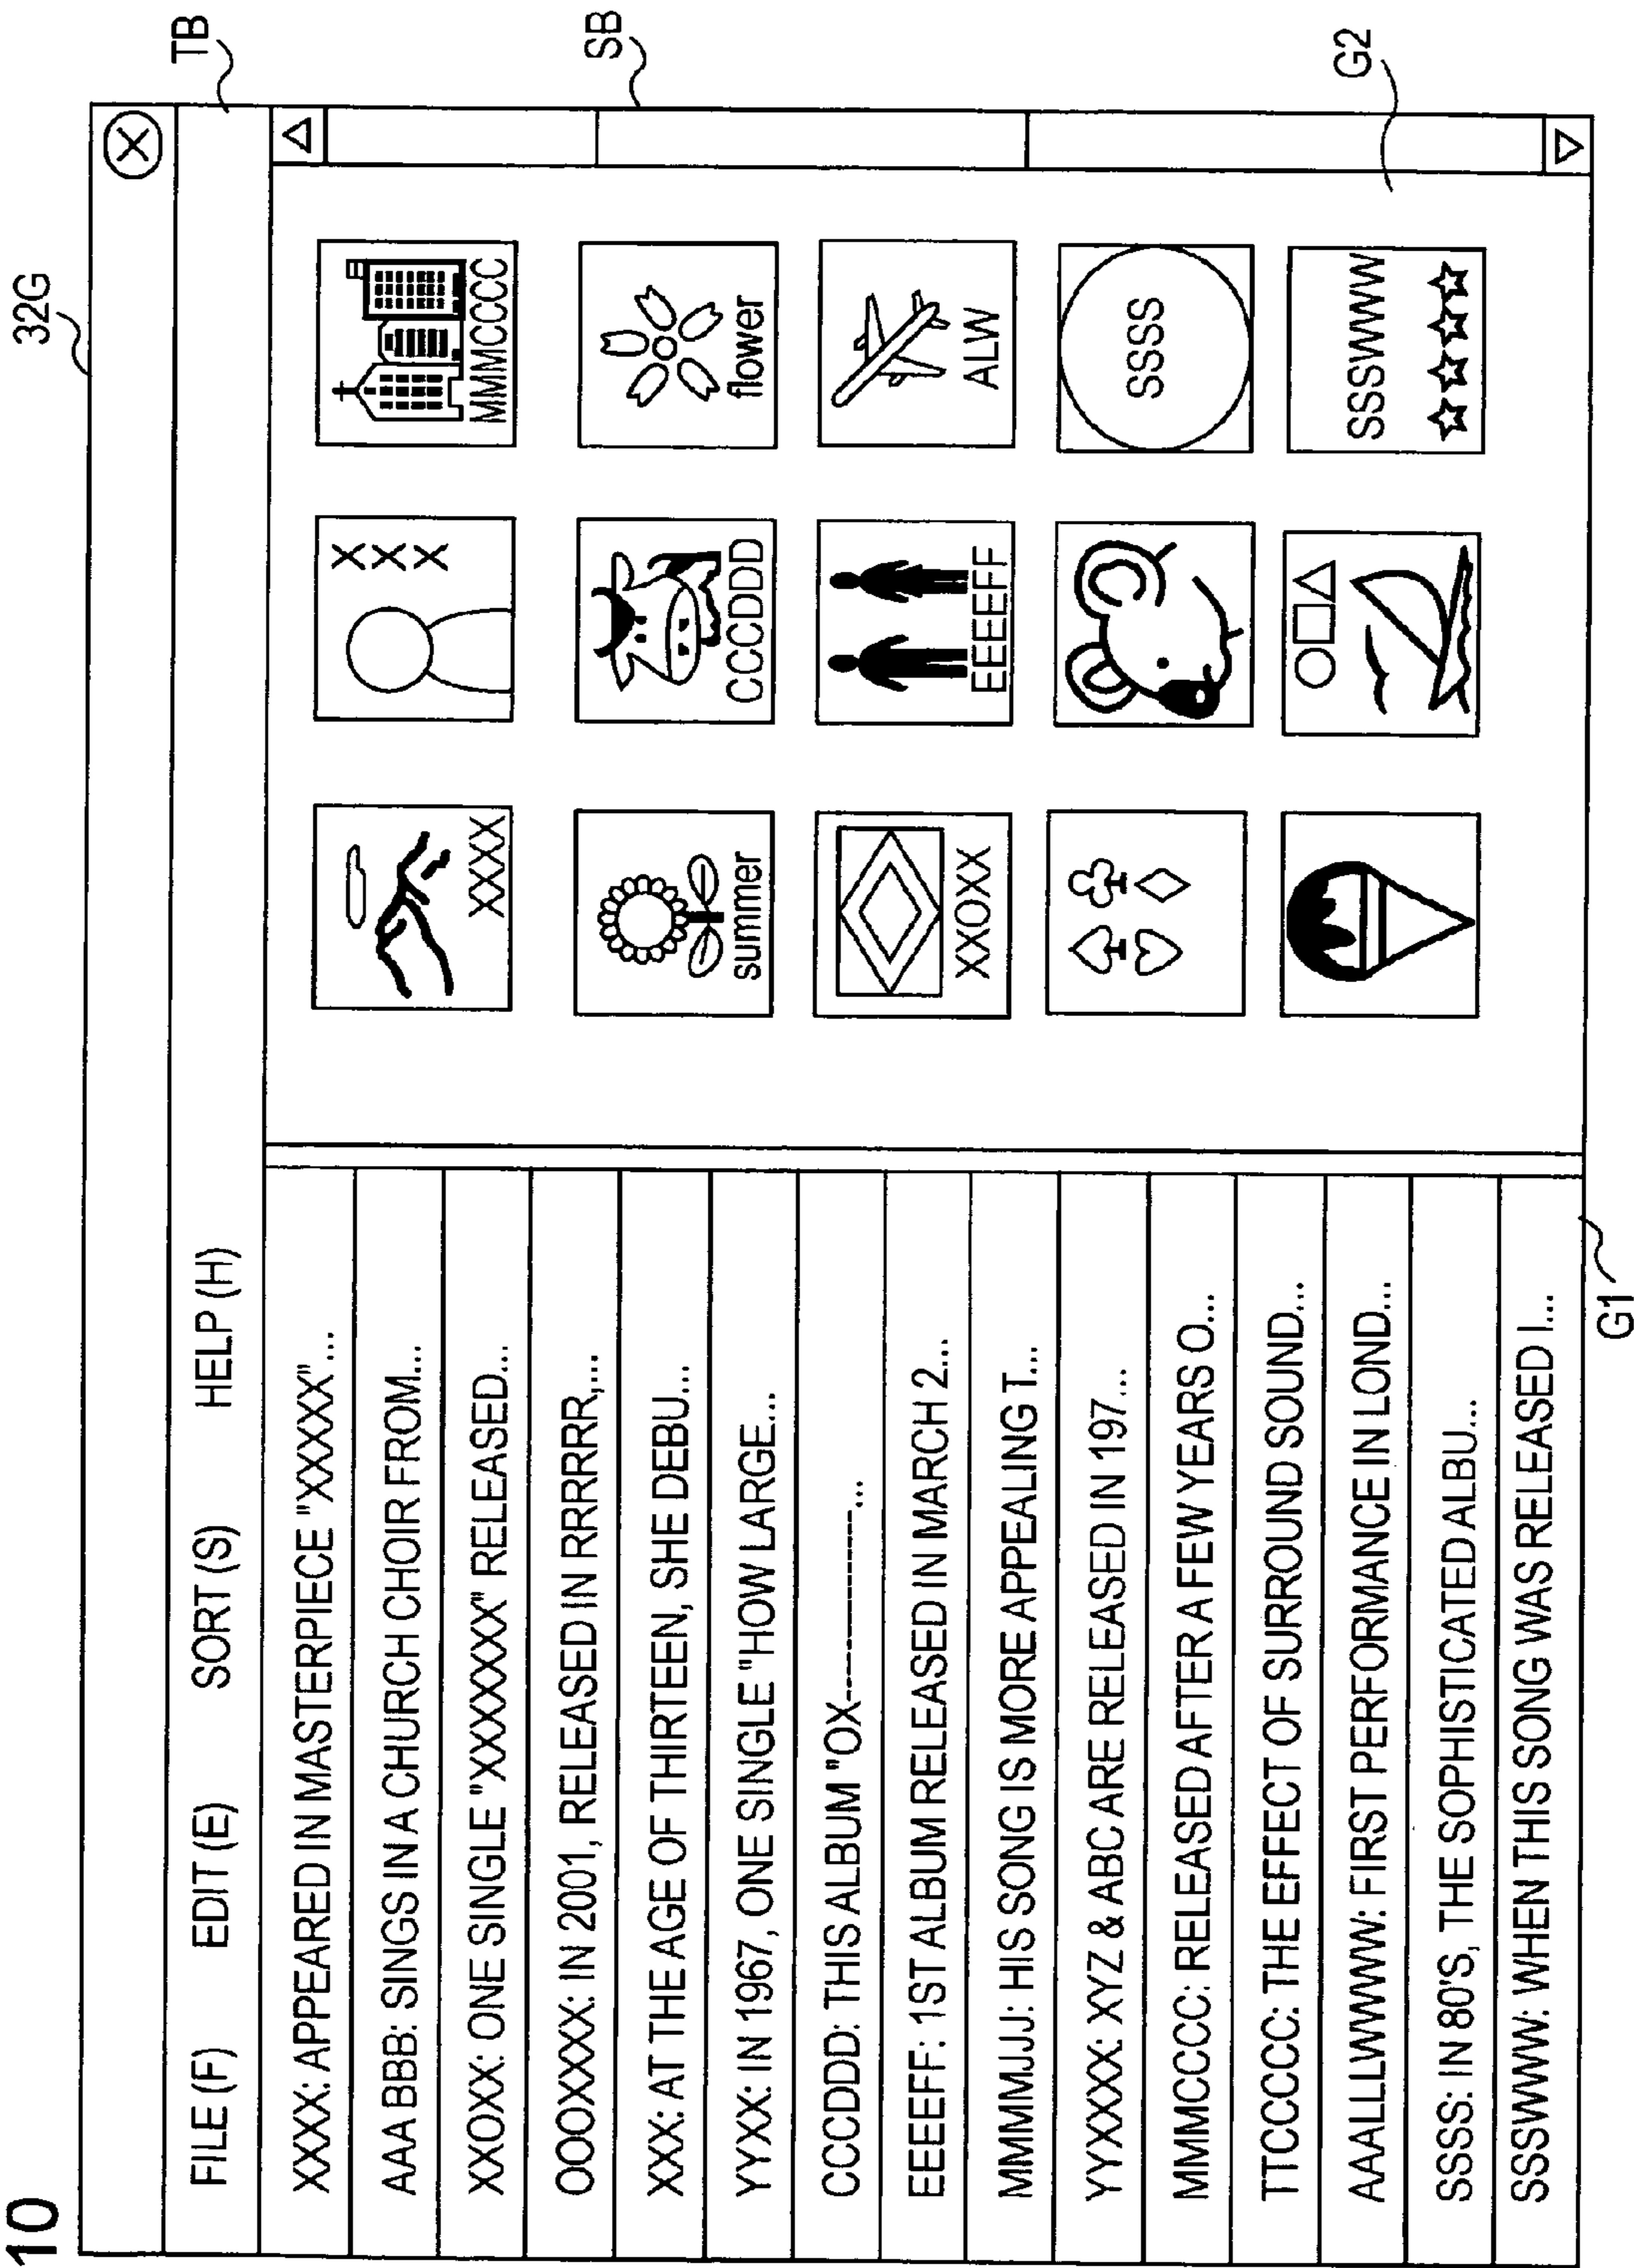 10
32G
TB
FILE (F) EDIT (E) SORT (S) HELP (H)
SB
XXXX: APPEARED IN MASTERPIECE "XXXXX"...
AAA BBB: SINGS IN A CHURCH CHOIR FROM...
XXOXX: ONE SINGLE "XXXXXXX" RELEASED...
OOOXXXX: IN 2001, RELEASED IN RRRRRR,...
XXX: AT THE AGE OF THIRTEEN, SHE DEBU...
YYXX: IN 1967, ONE SINGLE "HOW LARGE...
CCCDDD: THIS ALBUM "OX--------------...
EEEEFF: 1ST ALBUM RELEASED IN MARCH 2...
MMMMJJJ: HIS SONG IS MORE APPEALING T...
YYXXXX: XYZ & ABC ARE RELEASED IN 197...
MMMCCCC: RELEASED AFTER A FEW YEARS O...
TTCCCCC: THE EFFECT OF SURROUND SOUND...
AAALLLWWWW: FIRST PERFORMANCE IN LOND...
SSSS: IN 80'S, THE SOPHISTICATED ALBU...
SSSWWW: WHEN THIS SONG WAS RELEASED I...
G1
XXXX
X
X
X
MMMCCCC
summer
CCCDDD
flower
XXOXX
EEEEFF
ALW
SSSS
○□△
SSSWWW
G2